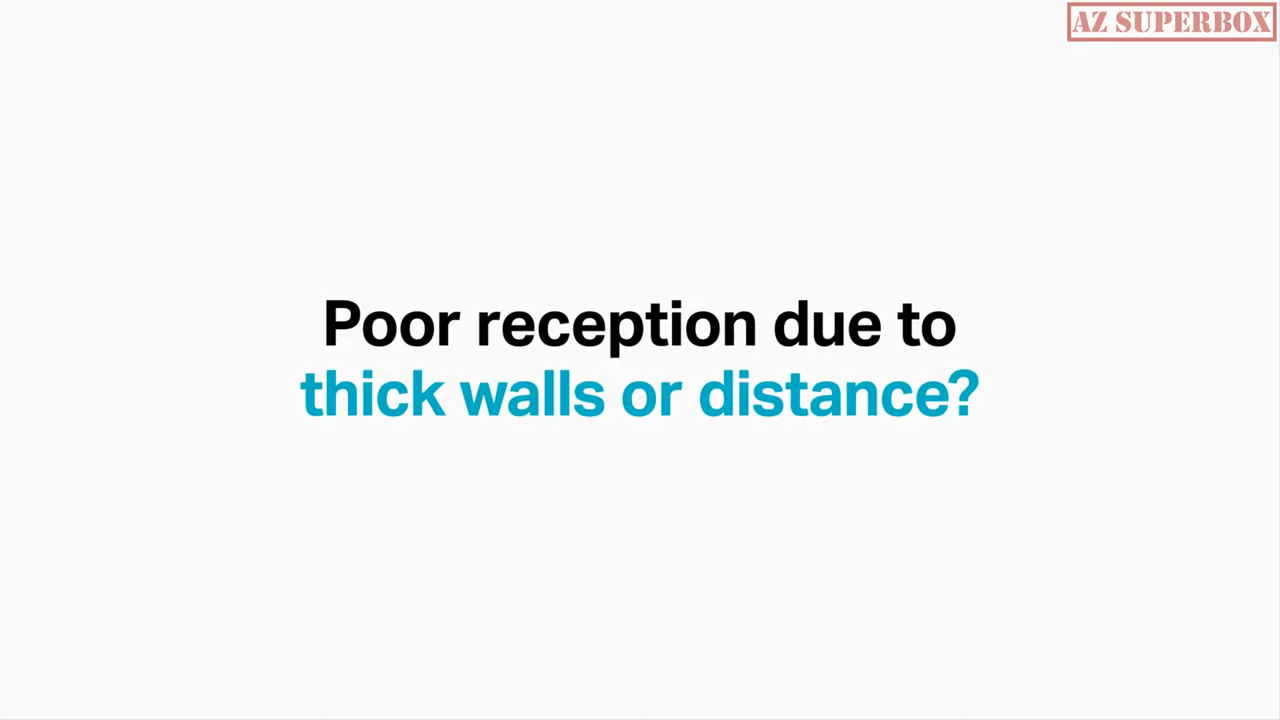 AZ SUPERBOX
Poor reception due to
thick walls or distance?